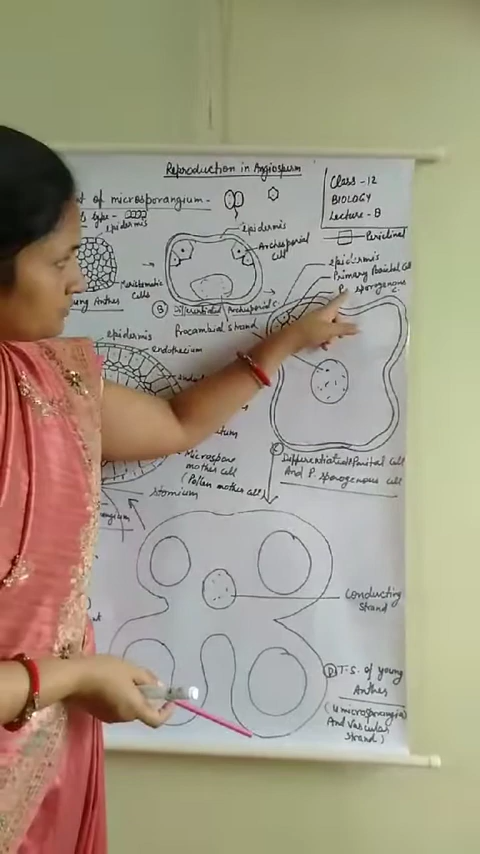 Reproduction in Angiosperm
Class - 12
BIOLOGY
Lecture - 8
of microsporangium -
type -
epidermis
Meristematic
Cells
Anther
epidermis
Archesporial
cell
(B) Differentiated Archesporial C.
Periclinal
epidermis
Primary Parietal Cell
P. sporogenous
C.
Procambial Strand
epidermis
endothecium
Microspore
mother cell
(Pollen mother cell)
Stomium
(C) Differentiated Parietal Cell
And P. Sporogenous Cell
Conducting
Strand
(D) T.S. of young
Anther
(4 microsporangia
And Vascular
Strand)